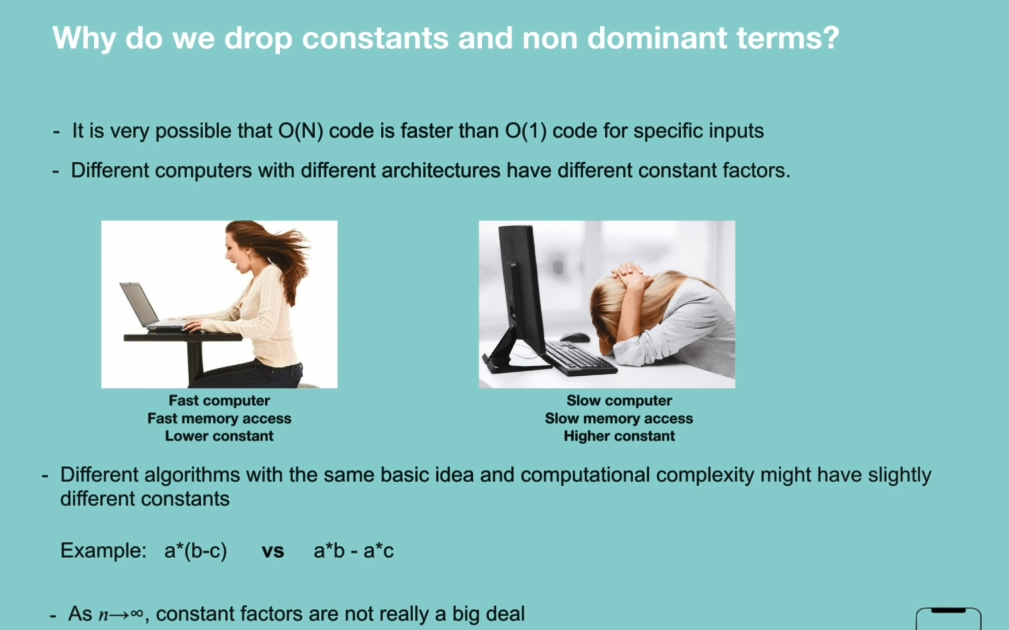 Why do we drop constants and non dominant terms?
- It is very possible that O(N) code is faster than O(1) code for specific inputs
- Different computers with different architectures have different constant factors.
Fast computer
Fast memory access
Lower constant
Slow computer
Slow memory access
Higher constant
- Different algorithms with the same basic idea and computational complexity might have slightly
different constants
Example: a*(b-c) vs a*b - a*c
- As n→∞, constant factors are not really a big deal